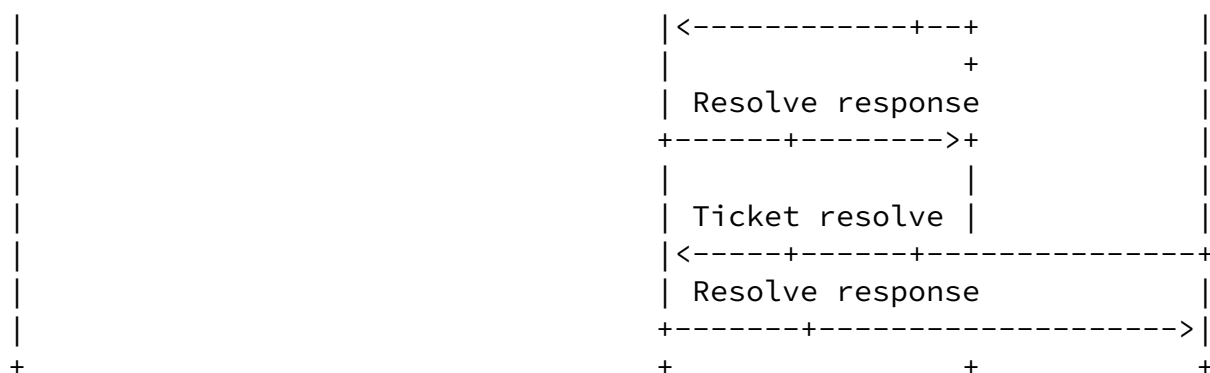 |                                           |<------------+--+               |
|                                           |                   +               |
| Resolve response
+------+-------->+               |
|                                           |                   |               |
| Ticket resolve |
|<-----+------+---------------+
| Resolve response
+-------+-------------------->|
+                                           +                   +               +